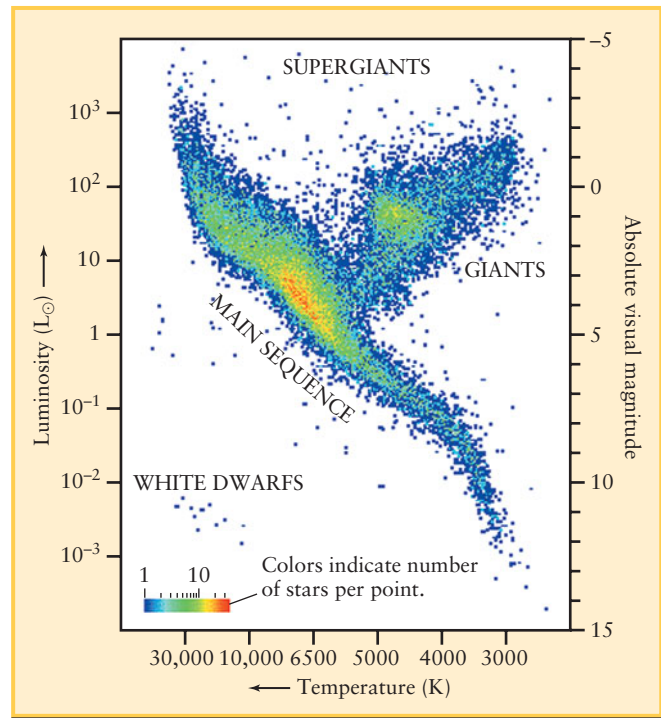 SUPERGIANTS
GIANTS
MAIN SEQUENCE
WHITE DWARFS
Colors indicate number
of stars per point.
1 10
Luminosity (L⊙) →
10³
10²
10
1
10⁻¹
10⁻²
10⁻³
Absolute visual magnitude
−5
0
5
10
15
30,000 10,000 6500 5000 4000 3000
← Temperature (K)